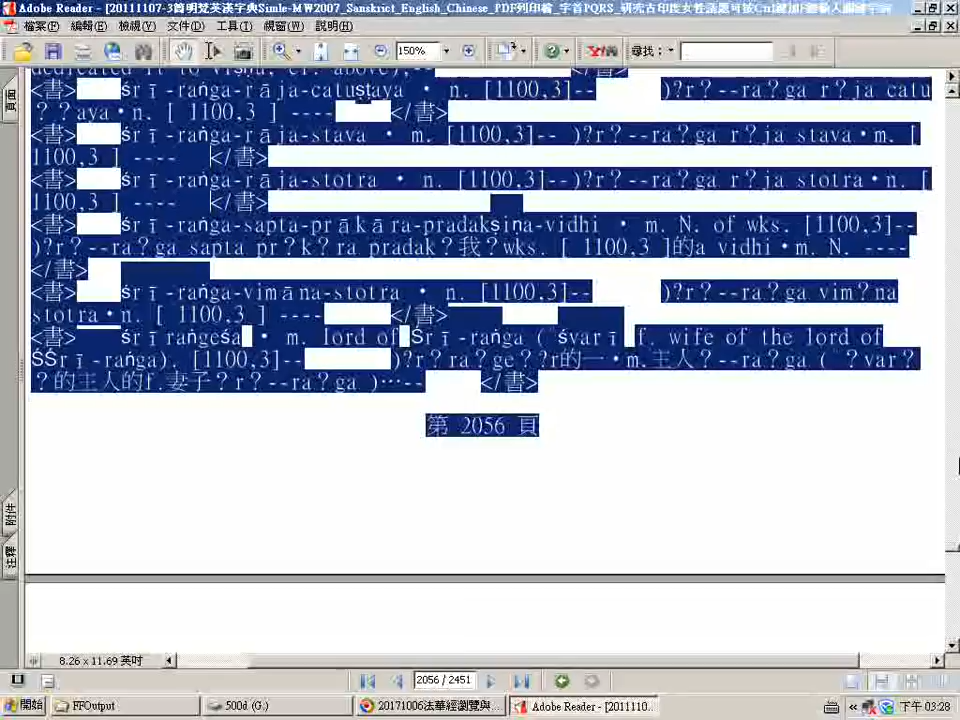 Adobe Reader - [20111107-3簡明梵英漢字典Simle-MW2007_Sanskrict_English_Chinese_PDF列印檔_字首PQRS_研究古印度女性話題可按Ctrl鍵加F鍵輸入關鍵字詞
檔案(F) 編輯(E) 檢視(V) 文件(D) 工具(T) 視窗(W) 說明(H)
150% 尋找：
頁面
<書> śrī-raṅga-rāja-catuṣṭaya • n. [1100,3]-- )?r？--ra?ga r？ja catu
？？aya•n. [ 1100,3 ] ---- </書>
<書> śrī-raṅga-rāja-stava • m. [1100,3]-- )?r？--ra?ga r？ja stava•m. [
1100,3 ] ---- </書>
<書> śrī-raṅga-rāja-stotra • n. [1100,3]--)?r？--ra?ga r？ja stotra•n. [
1100,3 ] ---- </書>
<書> śrī-raṅga-sapta-prākāra-pradakṣiṇa-vidhi • m. N. of wks. [1100,3]--
)?r？--ra?ga sapta pr？k？ra pradak？我？wks. [ 1100,3 ]的a vidhi•m. N. ----
</書>
<書> śrī-raṅga-vimāna-stotra • n. [1100,3]-- )?r？--ra?ga vim?na
stotra•n. [ 1100,3 ] ---- </書>
<書> śrīraṅgeśa • m. lord of Śrī-raṅga (°śvarī f. wife of the lord of
ŚŚrī-raṅga). [1100,3]-- )?r？ra？ge？?r的一•m.主人？--ra？ga ( °？var？
？的主人的f.妻子？r？--ra？ga )…-- </書>
第 2056 頁
附件
注釋
8.26 x 11.69 英吋
2056 / 2451
開始 FFOutput 500d (G:) 20171006法華經瀏覽與... Adobe Reader - [201110... 下午 03:28